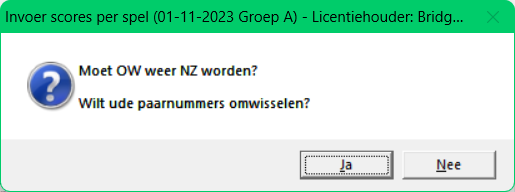 Invoer scores per spel (01-11-2023 Groep A) - Licentiehouder: Bridg...
Moet OW weer NZ worden?
Wilt ude paarnummers omwisselen?
Ja
Nee